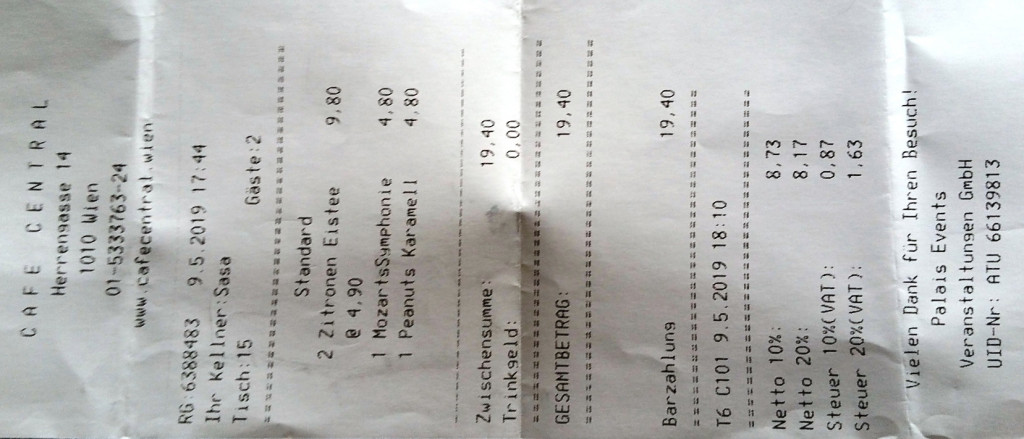 CAFE CENTRAL
Herrengasse 14
1010 Wien
01-5333763-24
www.cafecentral.wien
RG:6388483 9.5.2019 17:44
Ihr Kellner:Sasa
Tisch:15 Gäste:2
==============================
Standard
2 Zitronen Eistee 9,80
@ 4,90
1 MozartsSymphonie 4,80
1 Peanuts Karamell 4,80
------------------------------
Zwischensumme: 19,40
Trinkgeld: 0,00
==============================
GESAMTBETRAG: 19,40
==============================
Barzahlung 19,40
==============================
T6 C101 9.5.2019 18:10
==============================
Netto 10%: 8,73
Netto 20%: 8,17
Steuer 10%(VAT): 0,87
Steuer 20%(VAT): 1,63
Vielen Dank für Ihren Besuch!
Palais Events
Veranstaltungen GmbH
UID-Nr: ATU 66139813